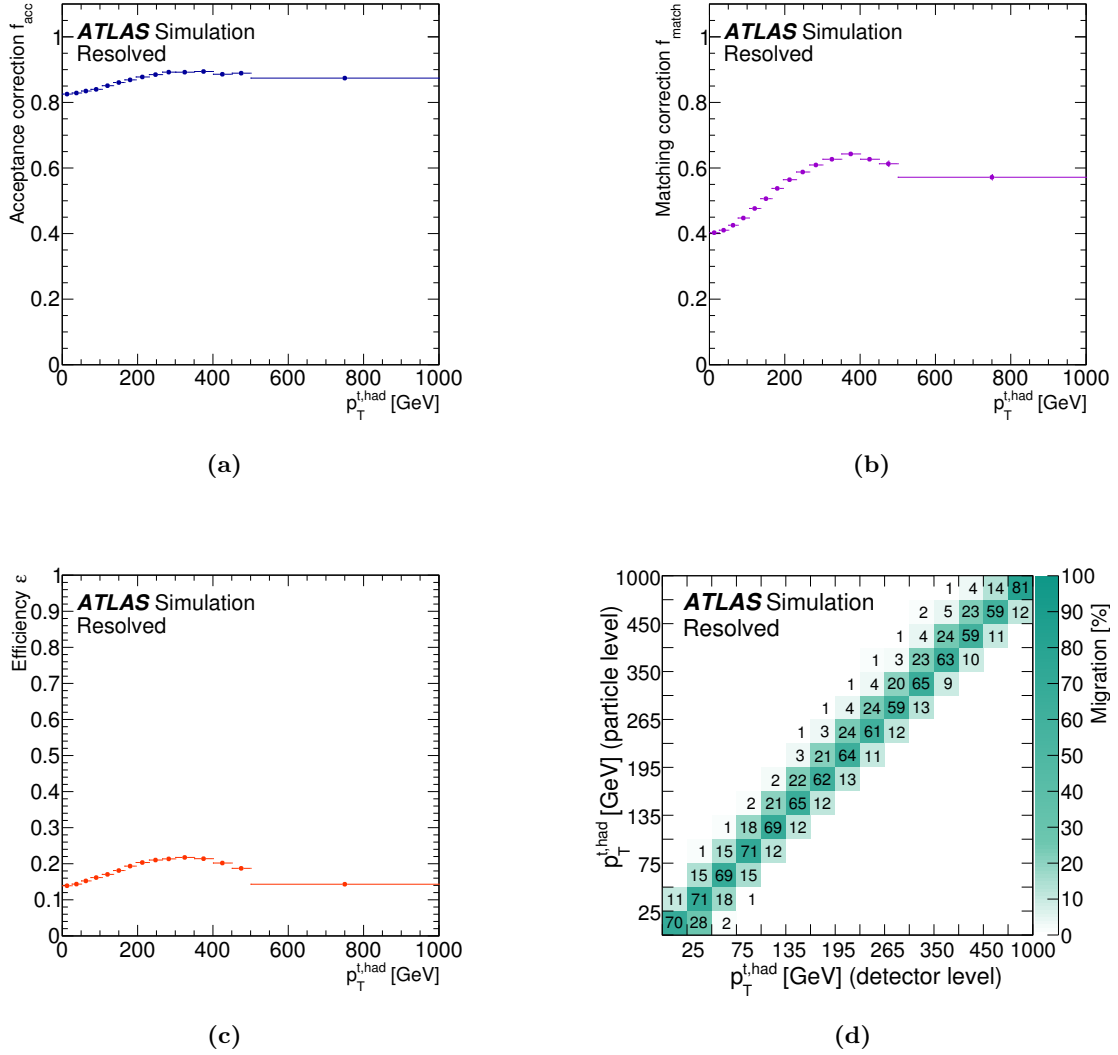 ATLAS Simulation
Resolved
Acceptance correction f_acc
1
0.8
0.6
0.4
0.2
0
0 200 400 600 800 1000
p_T^{t,had} [GeV]
(a)
ATLAS Simulation
Resolved
Matching correction f_match
1
0.8
0.6
0.4
0.2
0
0 200 400 600 800 1000
p_T^{t,had} [GeV]
(b)
ATLAS Simulation
Resolved
Efficiency ε
1
0.9
0.8
0.7
0.6
0.5
0.4
0.3
0.2
0.1
0
0 200 400 600 800 1000
p_T^{t,had} [GeV]
(c)
ATLAS Simulation
Resolved
p_T^{t,had} [GeV] (particle level)
1000
450
350
265
195
135
75
25
1 4 14 81
2 5 23 59 12
1 4 24 59 11
1 3 23 63 10
1 4 20 65 9
1 4 24 59 13
1 3 24 61 12
3 21 64 11
2 22 62 13
2 21 65 12
1 18 69 12
1 15 71 12
15 69 15
11 71 18 1
70 28 2
25 75 135 195 265 350 450 1000
p_T^{t,had} [GeV] (detector level)
100
90
80
70
60
50
40
30
20
10
0
Migration [%]
(d)